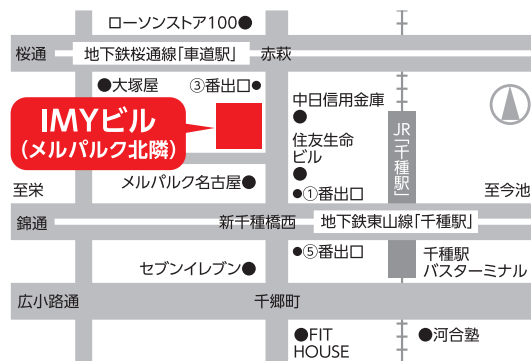 ローソンストア100●
桜通
地下鉄桜通線「車道駅」
赤萩
●大塚屋
③番出口●
IMYビル
(メルパルク北隣)
中日信用金庫
住友生命
ビル
JR「千種駅」
メルパルク名古屋●
●①番出口
至栄
至今池
錦通
新千種橋西
地下鉄東山線「千種駅」
●⑤番出口
セブンイレブン●
千種駅
バスターミナル
広小路通
千郷町
●FIT
HOUSE
●河合塾